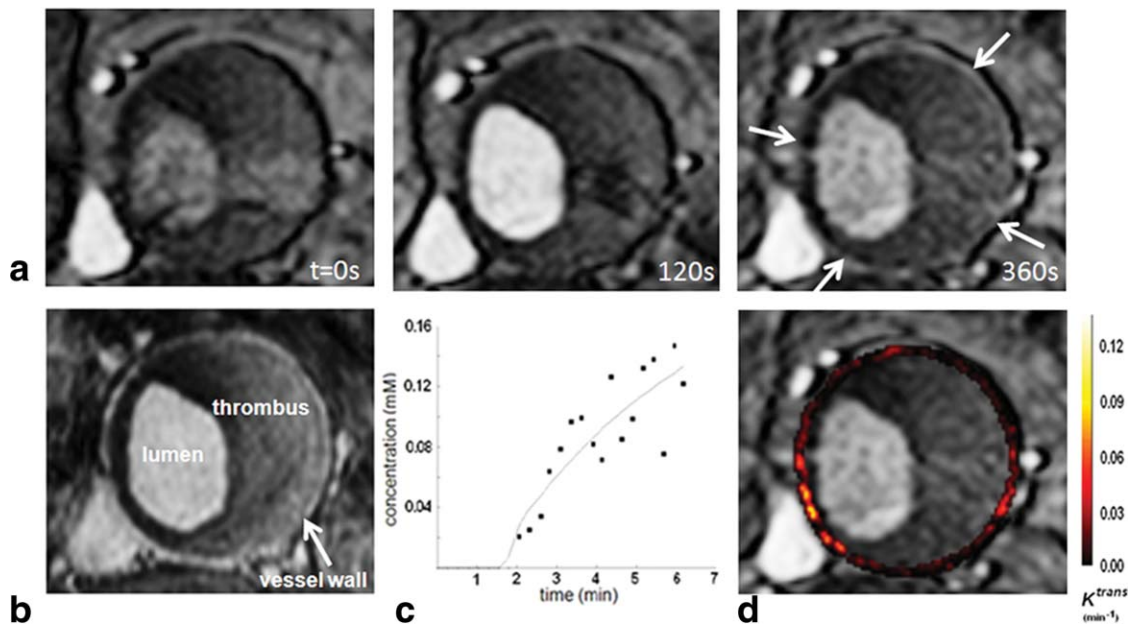 a
t=0s
120s
360s
b
lumen
thrombus
vessel wall
c
concentration (mM)
0.16
0.12
0.08
0.04
1 2 3 4 5 6 7
time (min)
d
0.12
0.09
0.06
0.03
0.00
K^trans
(min⁻¹)